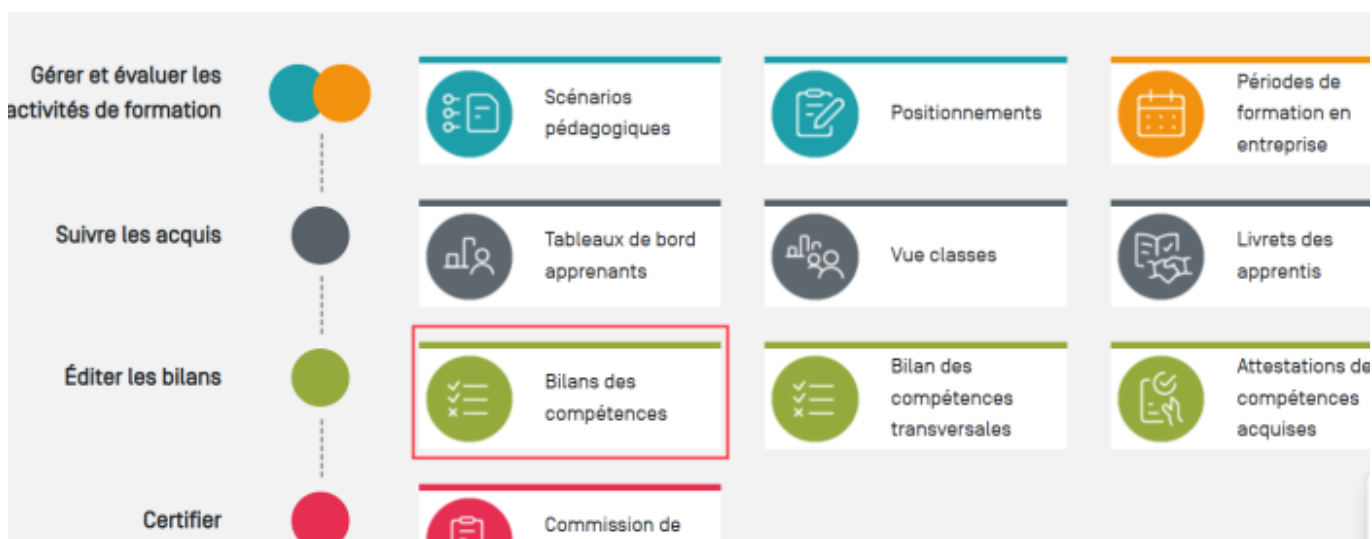 Gérer et évaluer les
activités de formation
Scénarios
pédagogiques
Positionnements
Périodes de
formation en
entreprise
Suivre les acquis
Tableaux de bord
apprenants
Vue classes
Livrets des
apprentis
Éditer les bilans
Bilans des
compétences
Bilan des
compétences
transversales
Attestations de
compétences
acquises
Certifier
Commission de